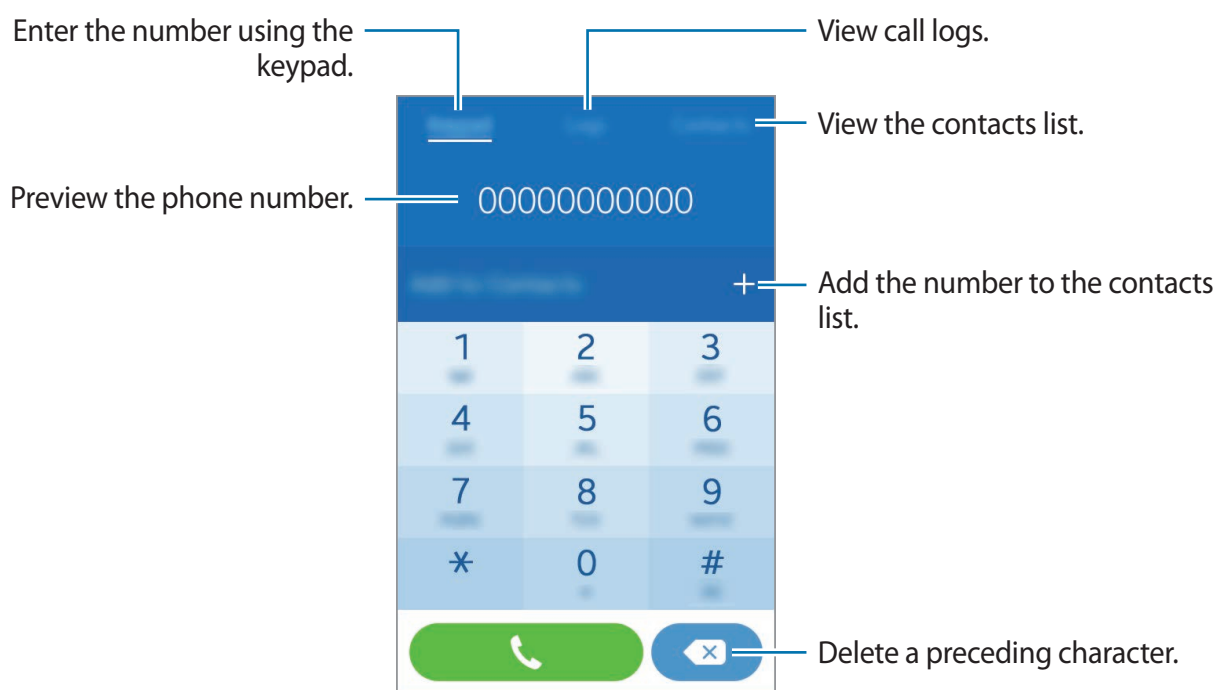 Enter the number using the
keypad.
View call logs.
View the contacts list.
Preview the phone number.
00000000000
Add the number to the contacts
list.
1 2 3
4 5 6
7 8 9
* 0 #
Delete a preceding character.